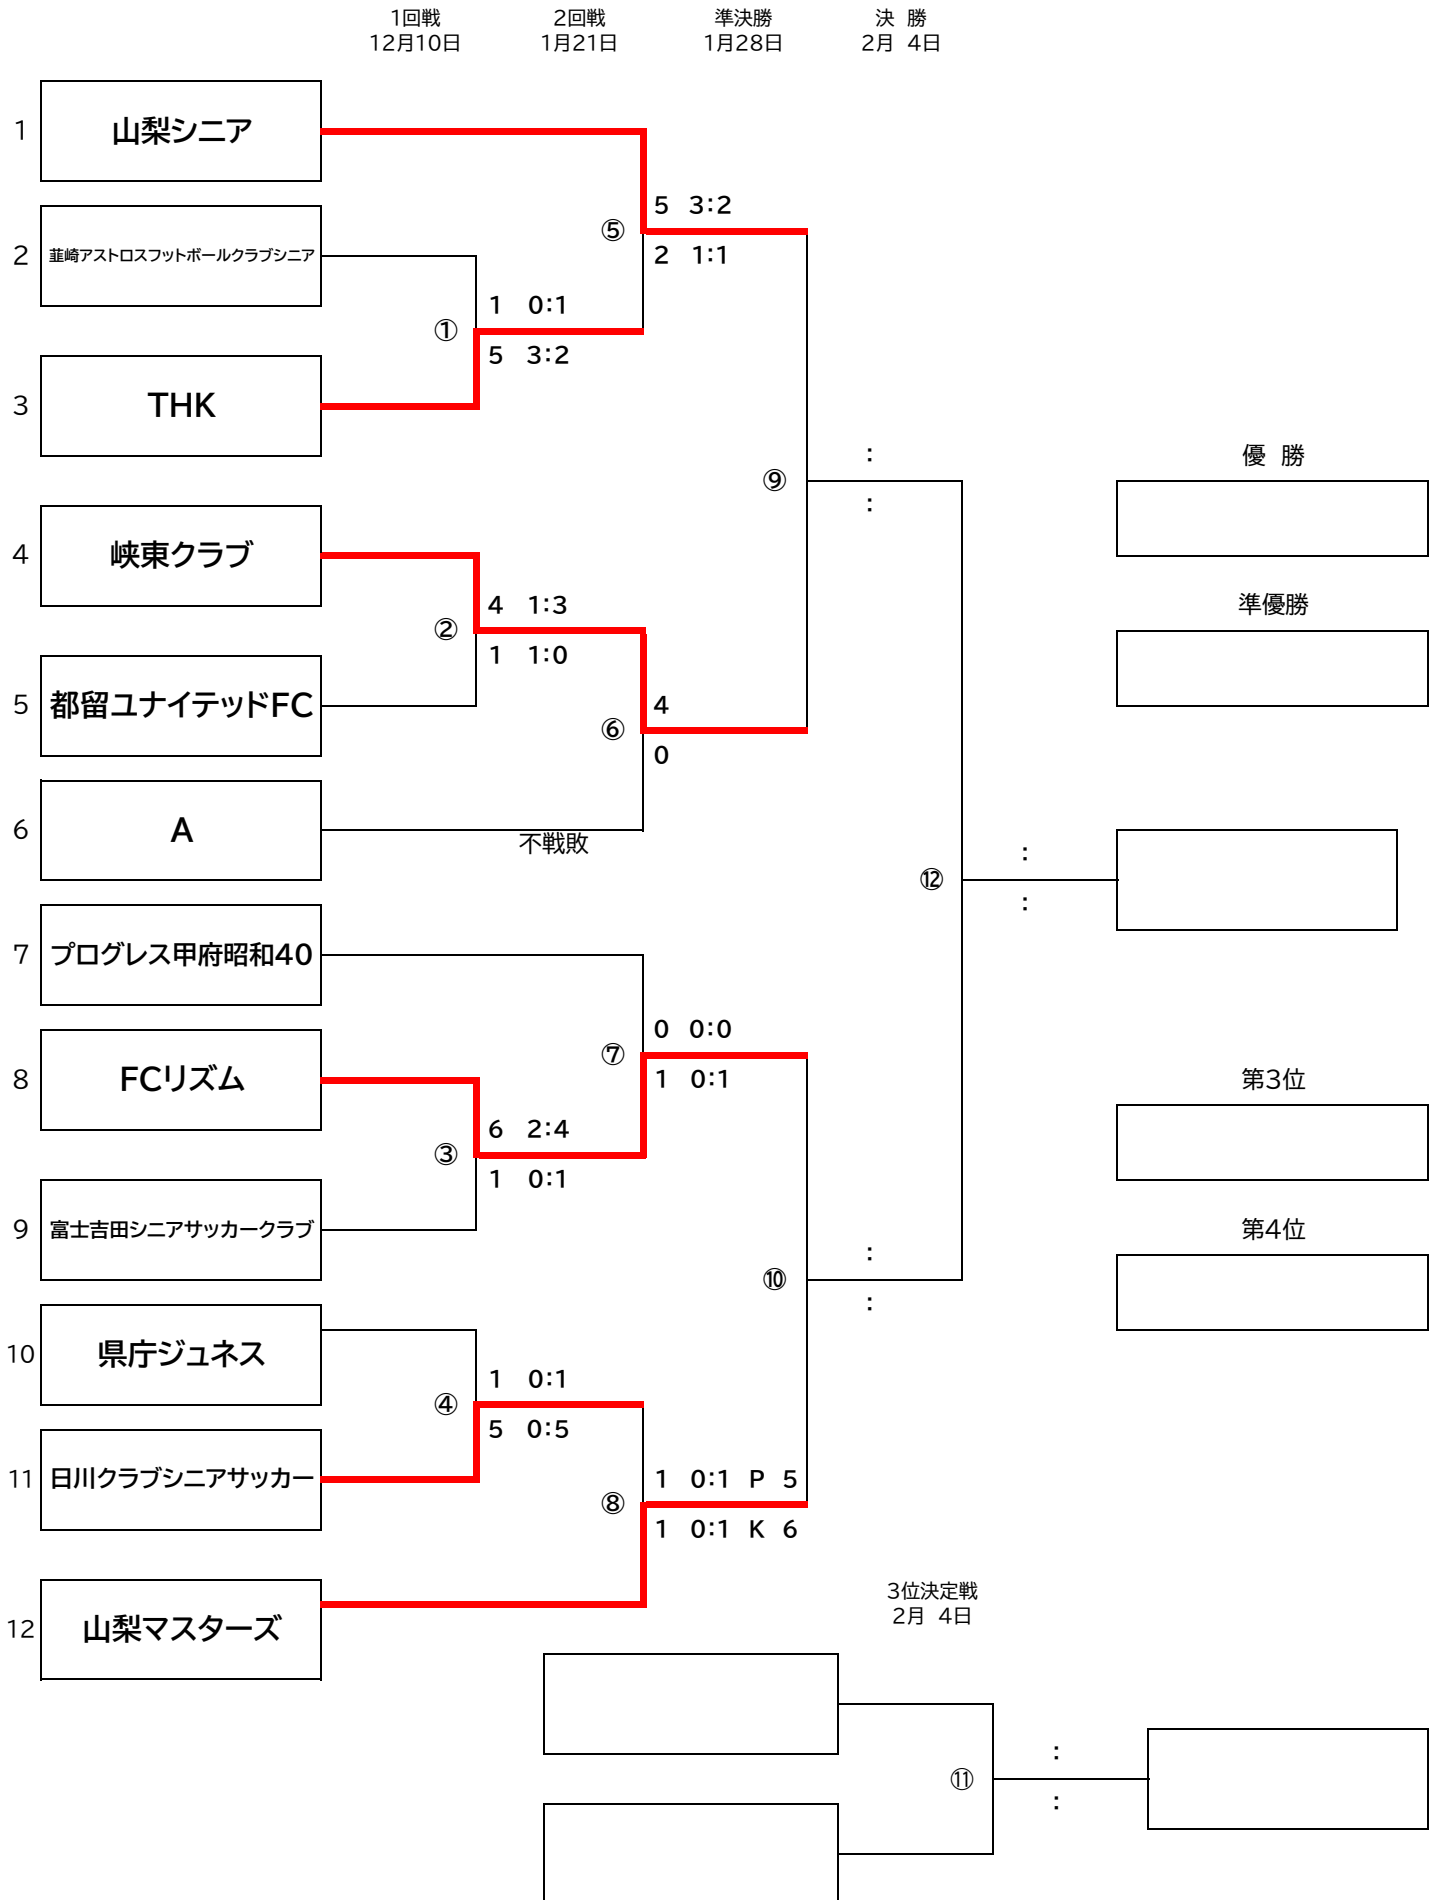 1回戦 2回戦 準決勝 決 勝
12月10日 1月21日 1月28日 2月 4日
1 山梨シニア
5 3:2
⑤
2 韮崎アストロスフットボールクラブシニア
2 1:1
1 0:1
①
5 3:2
3 THK
:
優 勝
⑨
:
4 峡東クラブ
準優勝
4 1:3
②
1 1:0
5 都留ユナイテッドFC
4
⑥
0
6 A
不戦敗
:
⑫
:
7 プログレス甲府昭和40
0 0:0
⑦
8 FCリズム
1 0:1
第3位
6 2:4
③
1 0:1
9 富士吉田シニアサッカークラブ
第4位
:
⑩
:
10 県庁ジュネス
1 0:1
④
5 0:5
11 日川クラブシニアサッカー
1 0:1 P 5
⑧
1 0:1 K 6
3位決定戦
2月 4日
12 山梨マスターズ
:
⑪
: